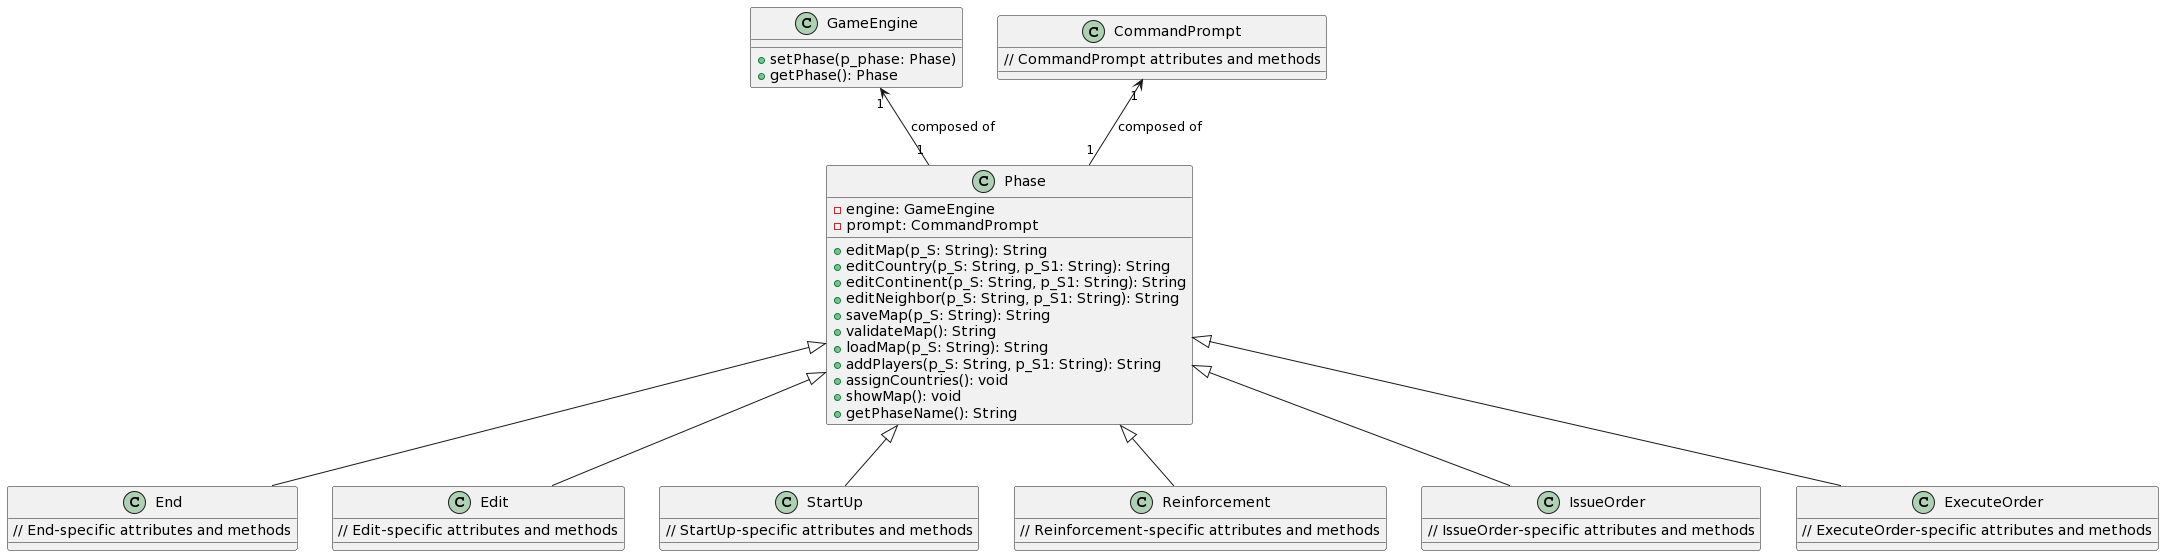 C GameEngine
setPhase(p_phase: Phase)
getPhase(): Phase
C CommandPrompt
// CommandPrompt attributes and methods
1
composed of
1
1
composed of
1
C Phase
engine: GameEngine
prompt: CommandPrompt
editMap(p_S: String): String
editCountry(p_S: String, p_S1: String): String
editContinent(p_S: String, p_S1: String): String
editNeighbor(p_S: String, p_S1: String): String
saveMap(p_S: String): String
validateMap(): String
loadMap(p_S: String): String
addPlayers(p_S: String, p_S1: String): String
assignCountries(): void
showMap(): void
getPhaseName(): String
C End
// End-specific attributes and methods
C Edit
// Edit-specific attributes and methods
C StartUp
// StartUp-specific attributes and methods
C Reinforcement
// Reinforcement-specific attributes and methods
C IssueOrder
// IssueOrder-specific attributes and methods
C ExecuteOrder
// ExecuteOrder-specific attributes and methods